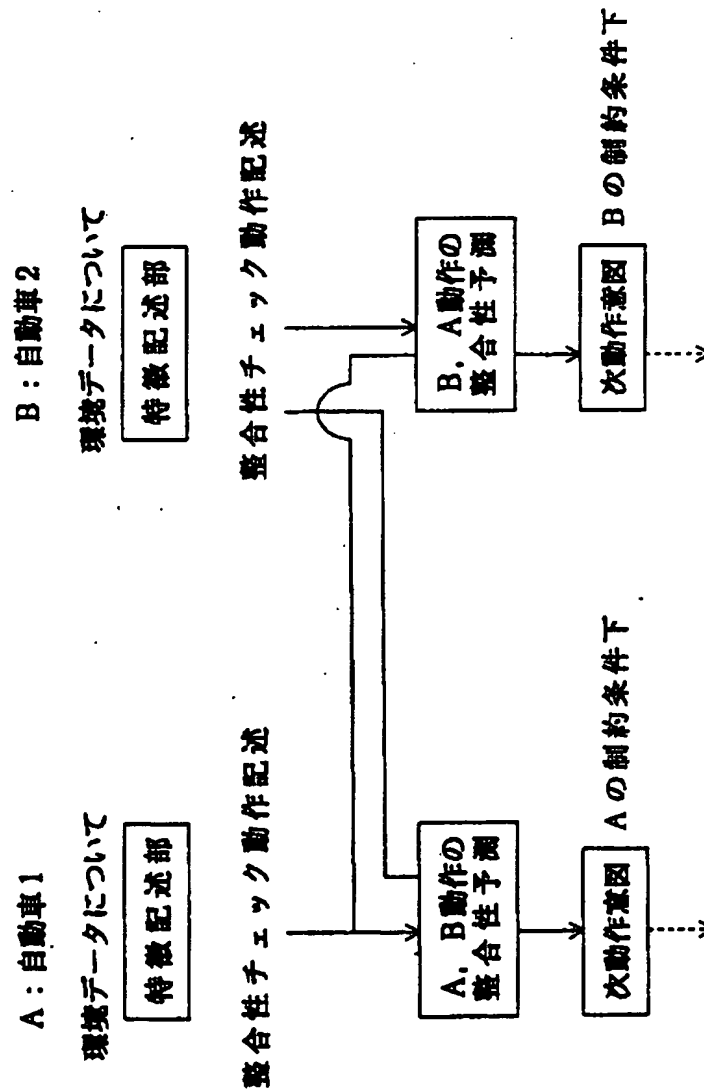 A：自動車1
環境データについて
特徴記述部
整合性チェック動作記述
A，B動作の
整合性予測
次動作意図
Aの制約条件下
B：自動車2
環境データについて
特徴記述部
整合性チェック動作記述
B，A動作の
整合性予測
次動作意図
Bの制約条件下